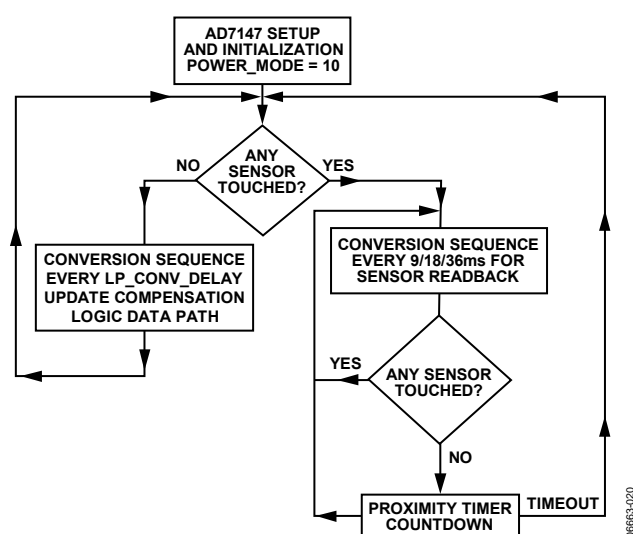 AD7147 SETUP
AND INITIALIZATION
POWER_MODE = 10
ANY
SENSOR
TOUCHED?
NO
YES
CONVERSION SEQUENCE
EVERY LP_CONV_DELAY
UPDATE COMPENSATION
LOGIC DATA PATH
CONVERSION SEQUENCE
EVERY 9/18/36ms FOR
SENSOR READBACK
YES
ANY SENSOR
TOUCHED?
NO
PROXIMITY TIMER
COUNTDOWN
TIMEOUT
06663-020